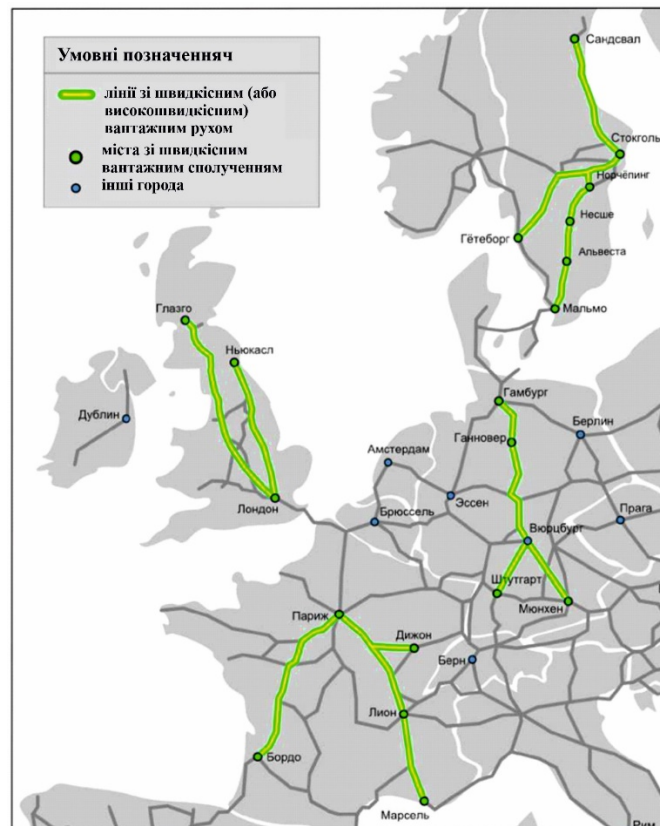 Умовні позначенняч
лінії зі швидкісним (або
високошвидкісним)
вантажним рухом
міста зі швидкісним
вантажним сполученням
інші города
Сандсвал
Стокголь
Норчёпинг
Несше
Гётеборг
Альвеста
Мальмо
Глазго
Ньюкасл
Дублин
Лондон
Гамбург
Ганновер
Берлин
Амстердам
Эссен
Брюссель
Прага
Вюрцбург
Штутгарт
Мюнхен
Париж
Дижон
Берн
Лион
Бордо
Марсель
Рим